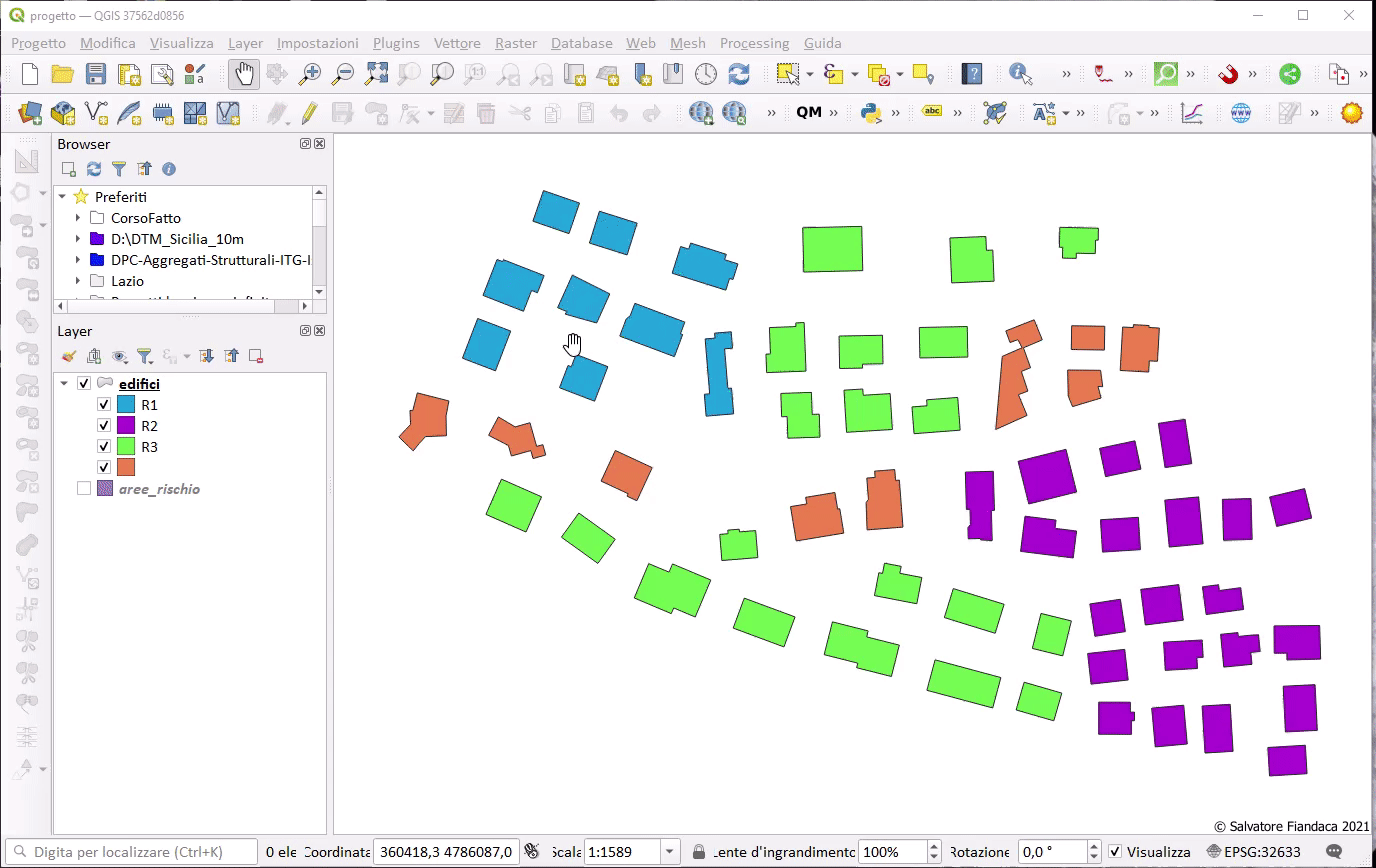 progetto — QGIS 37562d0856
Progetto Modifica Visualizza Layer Impostazioni Plugins Vettore Raster Database Web Mesh Processing Guida
1:1
ε
?
»
QM »
abc »
Browser
Preferiti
CorsoFatto
D:\DTM_Sicilia_10m
DPC-Aggregati-Strutturali-ITG-I
Lazio
Layer
edifici
R1
R2
R3
aree_rischio
© Salvatore Fiandaca 2021
Digita per localizzare (Ctrl+K) 0 ele Coordinata 360418,3 4786087,0 Scala 1:1589 Lente d'ingrandimento 100% Rotazione 0,0 ° Visualizza EPSG:32633